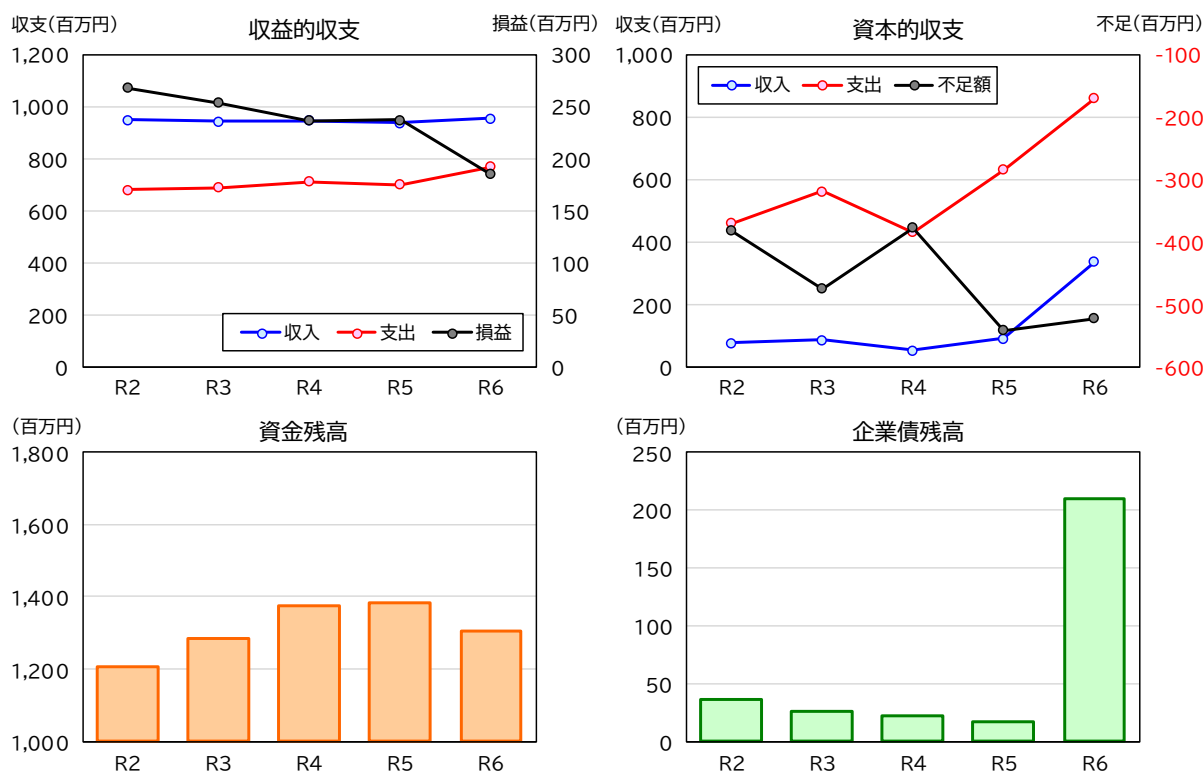 収支(百万円) 収益的収支 損益(百万円)
1,200 300
1,000 250
800 200
600 150
400 100
200 50
0 0
収入 支出 損益
R2 R3 R4 R5 R6
収支(百万円) 資本的収支 不足(百万円)
1,000 -100
800 -200
600 -300
400 -400
200 -500
0 -600
収入 支出 不足額
R2 R3 R4 R5 R6
(百万円) 資金残高
1,800
1,600
1,400
1,200
1,000
R2 R3 R4 R5 R6
(百万円) 企業債残高
250
200
150
100
50
0
R2 R3 R4 R5 R6